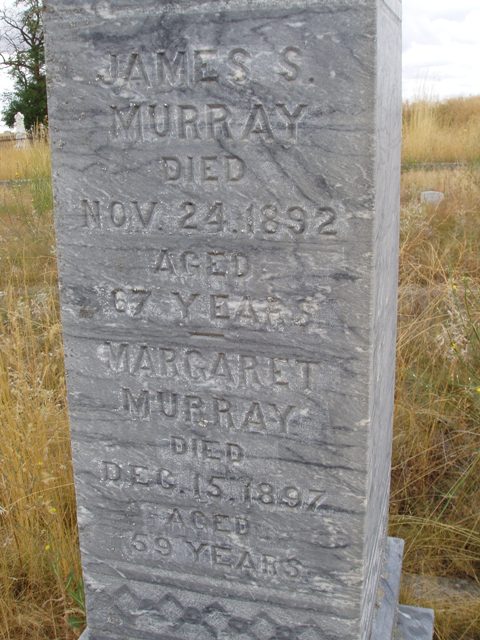 JAMES S.
MURRAY
DIED
NOV. 24. 1892
AGED
67 YEARS
MARGARET
MURRAY
DIED
DEC. 15. 1897
AGED
59 YEARS